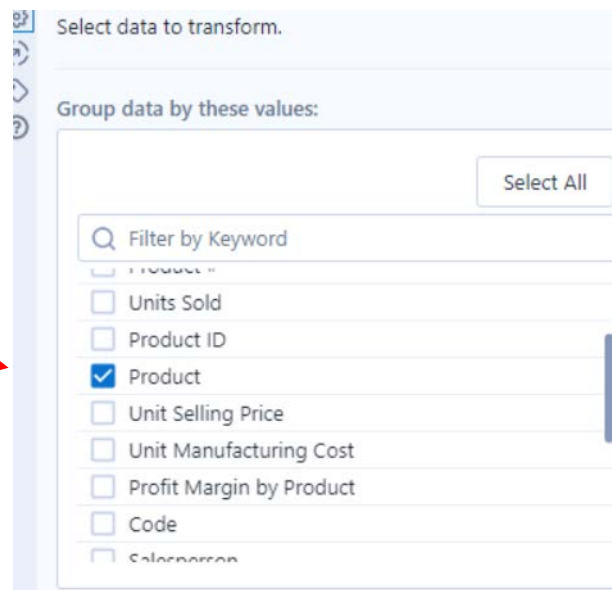 Select data to transform.
Group data by these values:
Select All
Filter by Keyword
Units Sold
Product ID
Product
Unit Selling Price
Unit Manufacturing Cost
Profit Margin by Product
Code
Salesperson